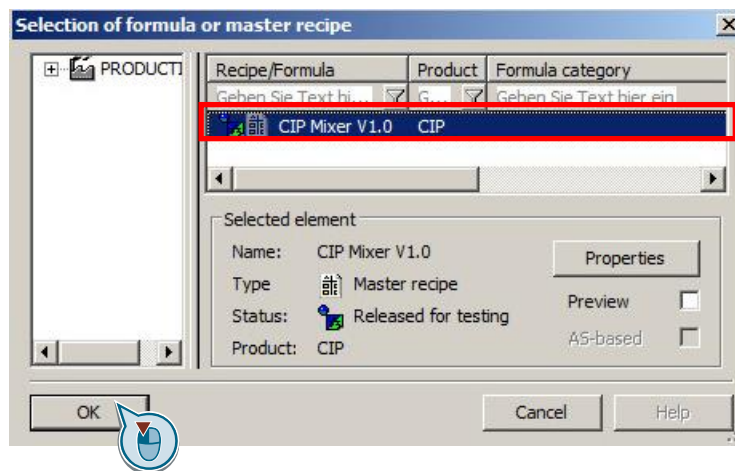 Selection of formula or master recipe
PRODUCTI
Recipe/Formula Product Formula category
Geben Sie Text hi... G... Geben Sie Text hier ein
CIP Mixer V1.0 CIP
Selected element
Name: CIP Mixer V1.0
Properties
Type Master recipe
Preview
Status: Released for testing
AS-based
Product: CIP
OK Cancel Help